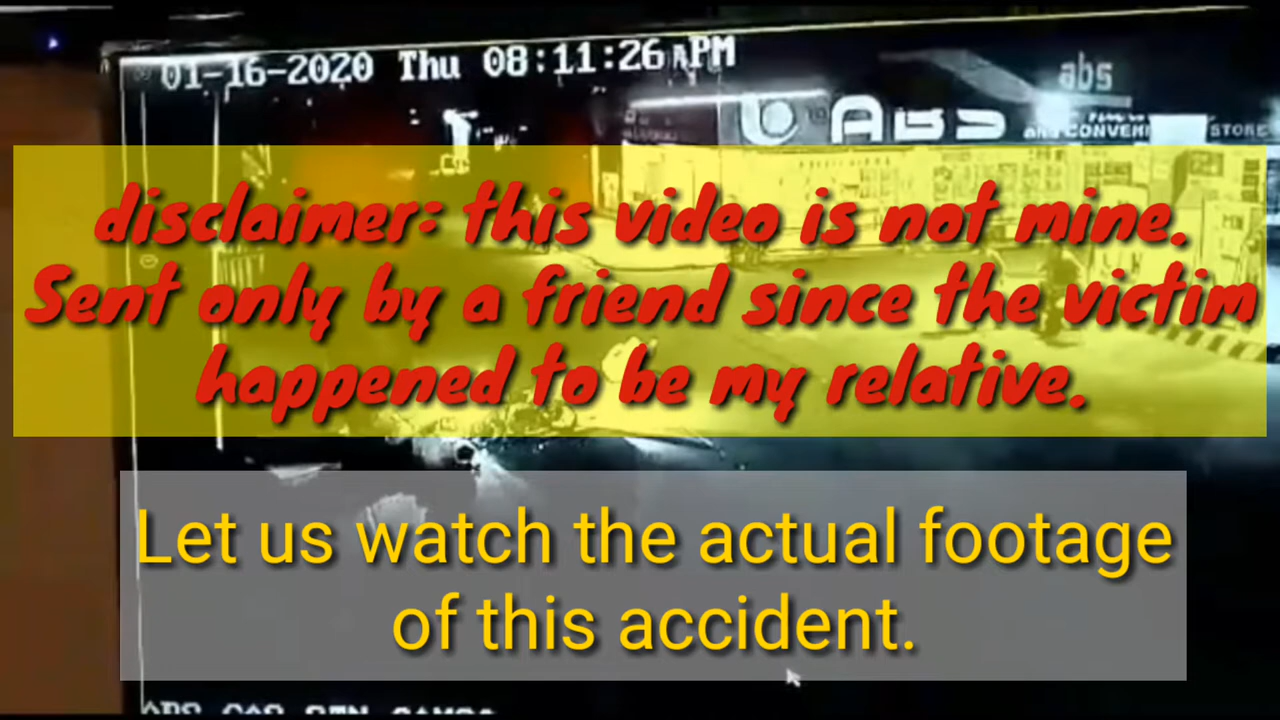 01-16-2020 Thu 08:11:26 PM
abs
ABS
STORE
disclaimer: this video is not mine.
Sent only by a friend since the victim
happened to be my relative.
Let us watch the actual footage
of this accident.